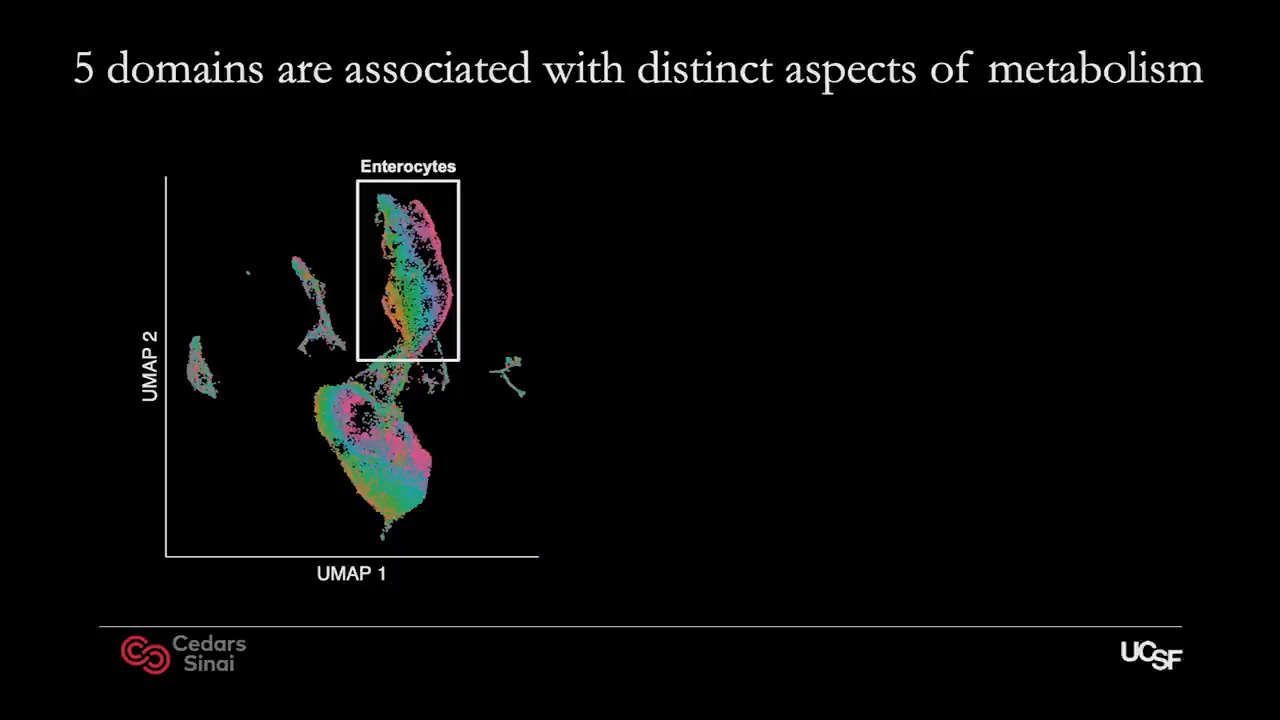 5 domains are associated with distinct aspects of metabolism
Enterocytes
UMAP 2
UMAP 1
Cedars
Sinai
UCSF